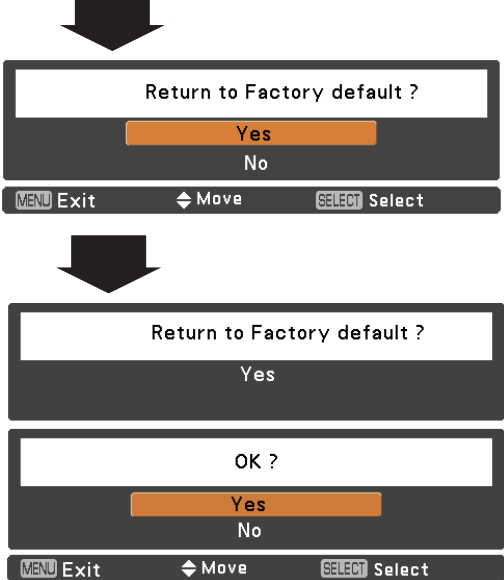 Return to Factory default ?
Yes
No
MENU Exit Move SELECT Select
Return to Factory default ?
Yes
OK ?
Yes
No
MENU Exit Move SELECT Select